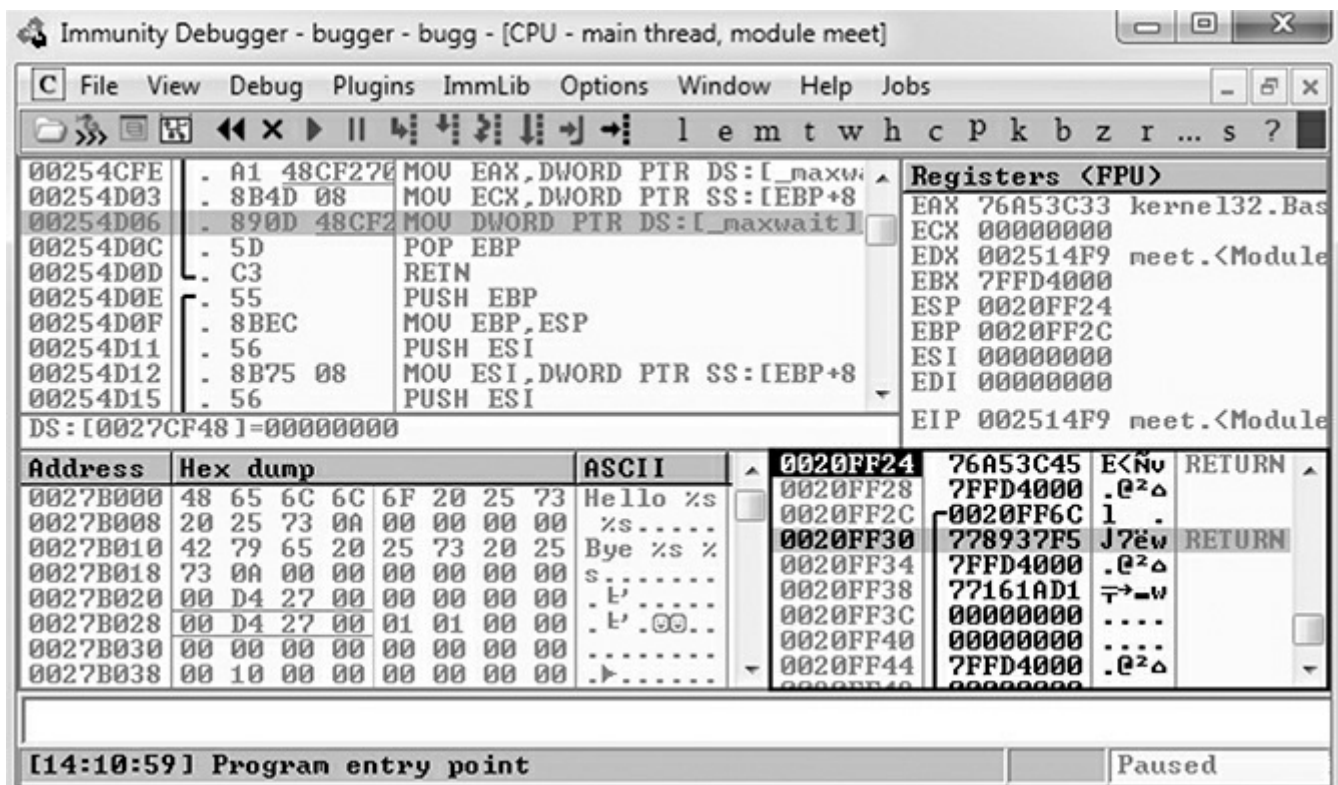 Immunity Debugger - bugger - bugg - [CPU - main thread, module meet]
C File View Debug Plugins ImmLib Options Window Help Jobs
l e m t w h c P k b z r ... s ?
00254CFE . A1 48CF270 MOV EAX,DWORD PTR DS:[_maxw
00254D03 . 8B4D 08 MOV ECX,DWORD PTR SS:[EBP+8
00254D06 . 890D 48CF2 MOV DWORD PTR DS:[_maxwait]
00254D0C . 5D POP EBP
00254D0D . C3 RETN
00254D0E . 55 PUSH EBP
00254D0F . 8BEC MOV EBP,ESP
00254D11 . 56 PUSH ESI
00254D12 . 8B75 08 MOV ESI,DWORD PTR SS:[EBP+8
00254D15 . 56 PUSH ESI
DS:[0027CF48]=00000000
Registers (FPU)
EAX 76A53C33 kernel32.Bas
ECX 00000000
EDX 002514F9 meet.<Module
EBX 7FFD4000
ESP 0020FF24
EBP 0020FF2C
ESI 00000000
EDI 00000000
EIP 002514F9 meet.<Module
Address Hex dump ASCII
0027B000 48 65 6C 6C 6F 20 25 73 Hello %s
0027B008 20 25 73 0A 00 00 00 00 %s.....
0027B010 42 79 65 20 25 73 20 25 Bye %s %
0027B018 73 0A 00 00 00 00 00 00 s.......
0027B020 00 D4 27 00 00 00 00 00
0027B028 00 D4 27 00 01 01 00 00
0027B030 00 00 00 00 00 00 00 00 ........
0027B038 00 10 00 00 00 00 00 00 .►......
0020FF24 76A53C45 E<Ñv RETURN
0020FF28 7FFD4000 .@²⌂
0020FF2C 0020FF6C l .
0020FF30 778937F5 J7ëw RETURN
0020FF34 7FFD4000 .@²⌂
0020FF38 77161AD1
0020FF3C 00000000 ....
0020FF40 00000000 ....
0020FF44 7FFD4000 .@²⌂
[14:10:59] Program entry point
Paused